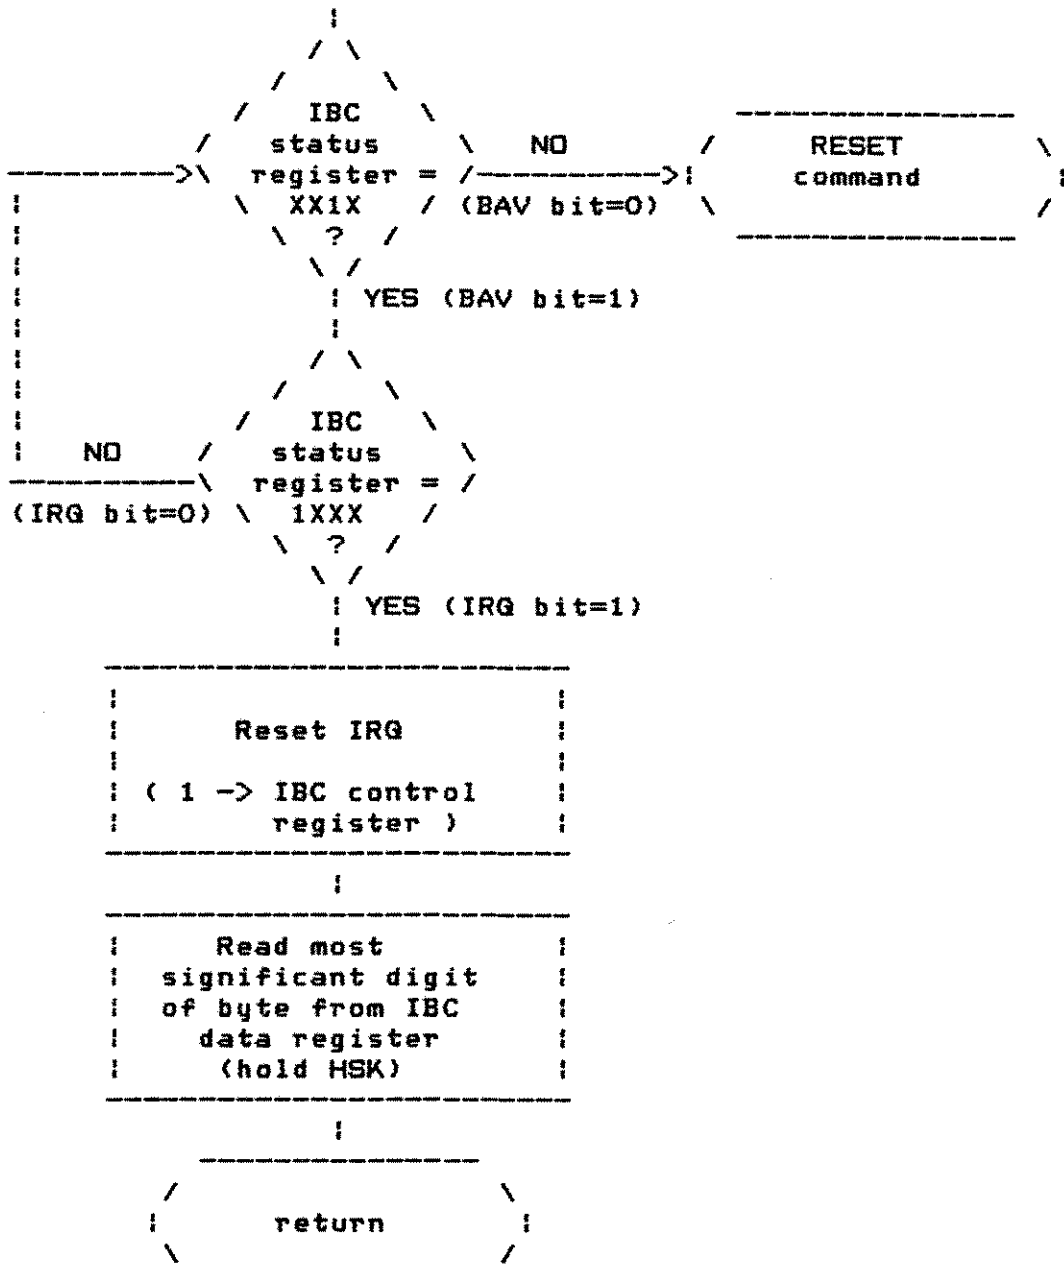 IBC
status NO RESET
register = command
XX1X (BAV bit=0)
?
YES (BAV bit=1)
IBC
NO status
register =
(IRQ bit=0) 1XXX
?
YES (IRQ bit=1)
Reset IRQ
( 1 -> IBC control
register )
Read most
significant digit
of byte from IBC
data register
(hold HSK)
return